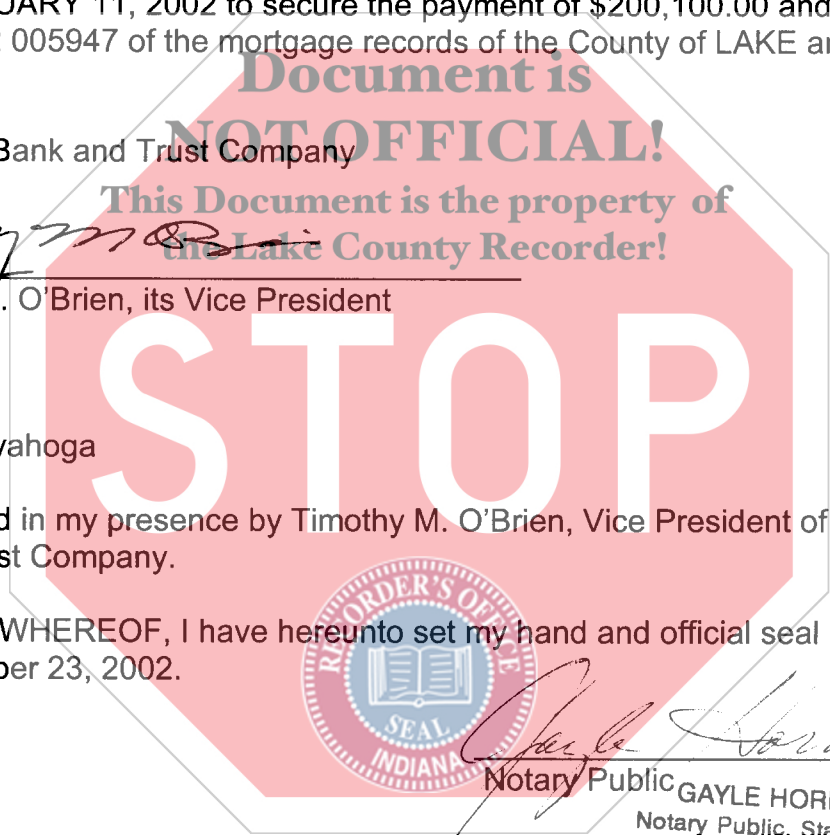 UARY 11, 2002 to secure the payment of $200,100.00 and
005947 of the mortgage records of the County of LAKE an
Document is
NOT OFFICIAL!
Bank and Trust Company
This Document is the property of
the Lake County Recorder!
. O'Brien, its Vice President
STOP
yahoga
d in my presence by Timothy M. O'Brien, Vice President of
st Company.
WHEREOF, I have hereunto set my hand and official seal
ber 23, 2002.
RECORDER'S OFFICE
SEAL
INDIANA
Notary Public
GAYLE HOR
Notary Public, Sta